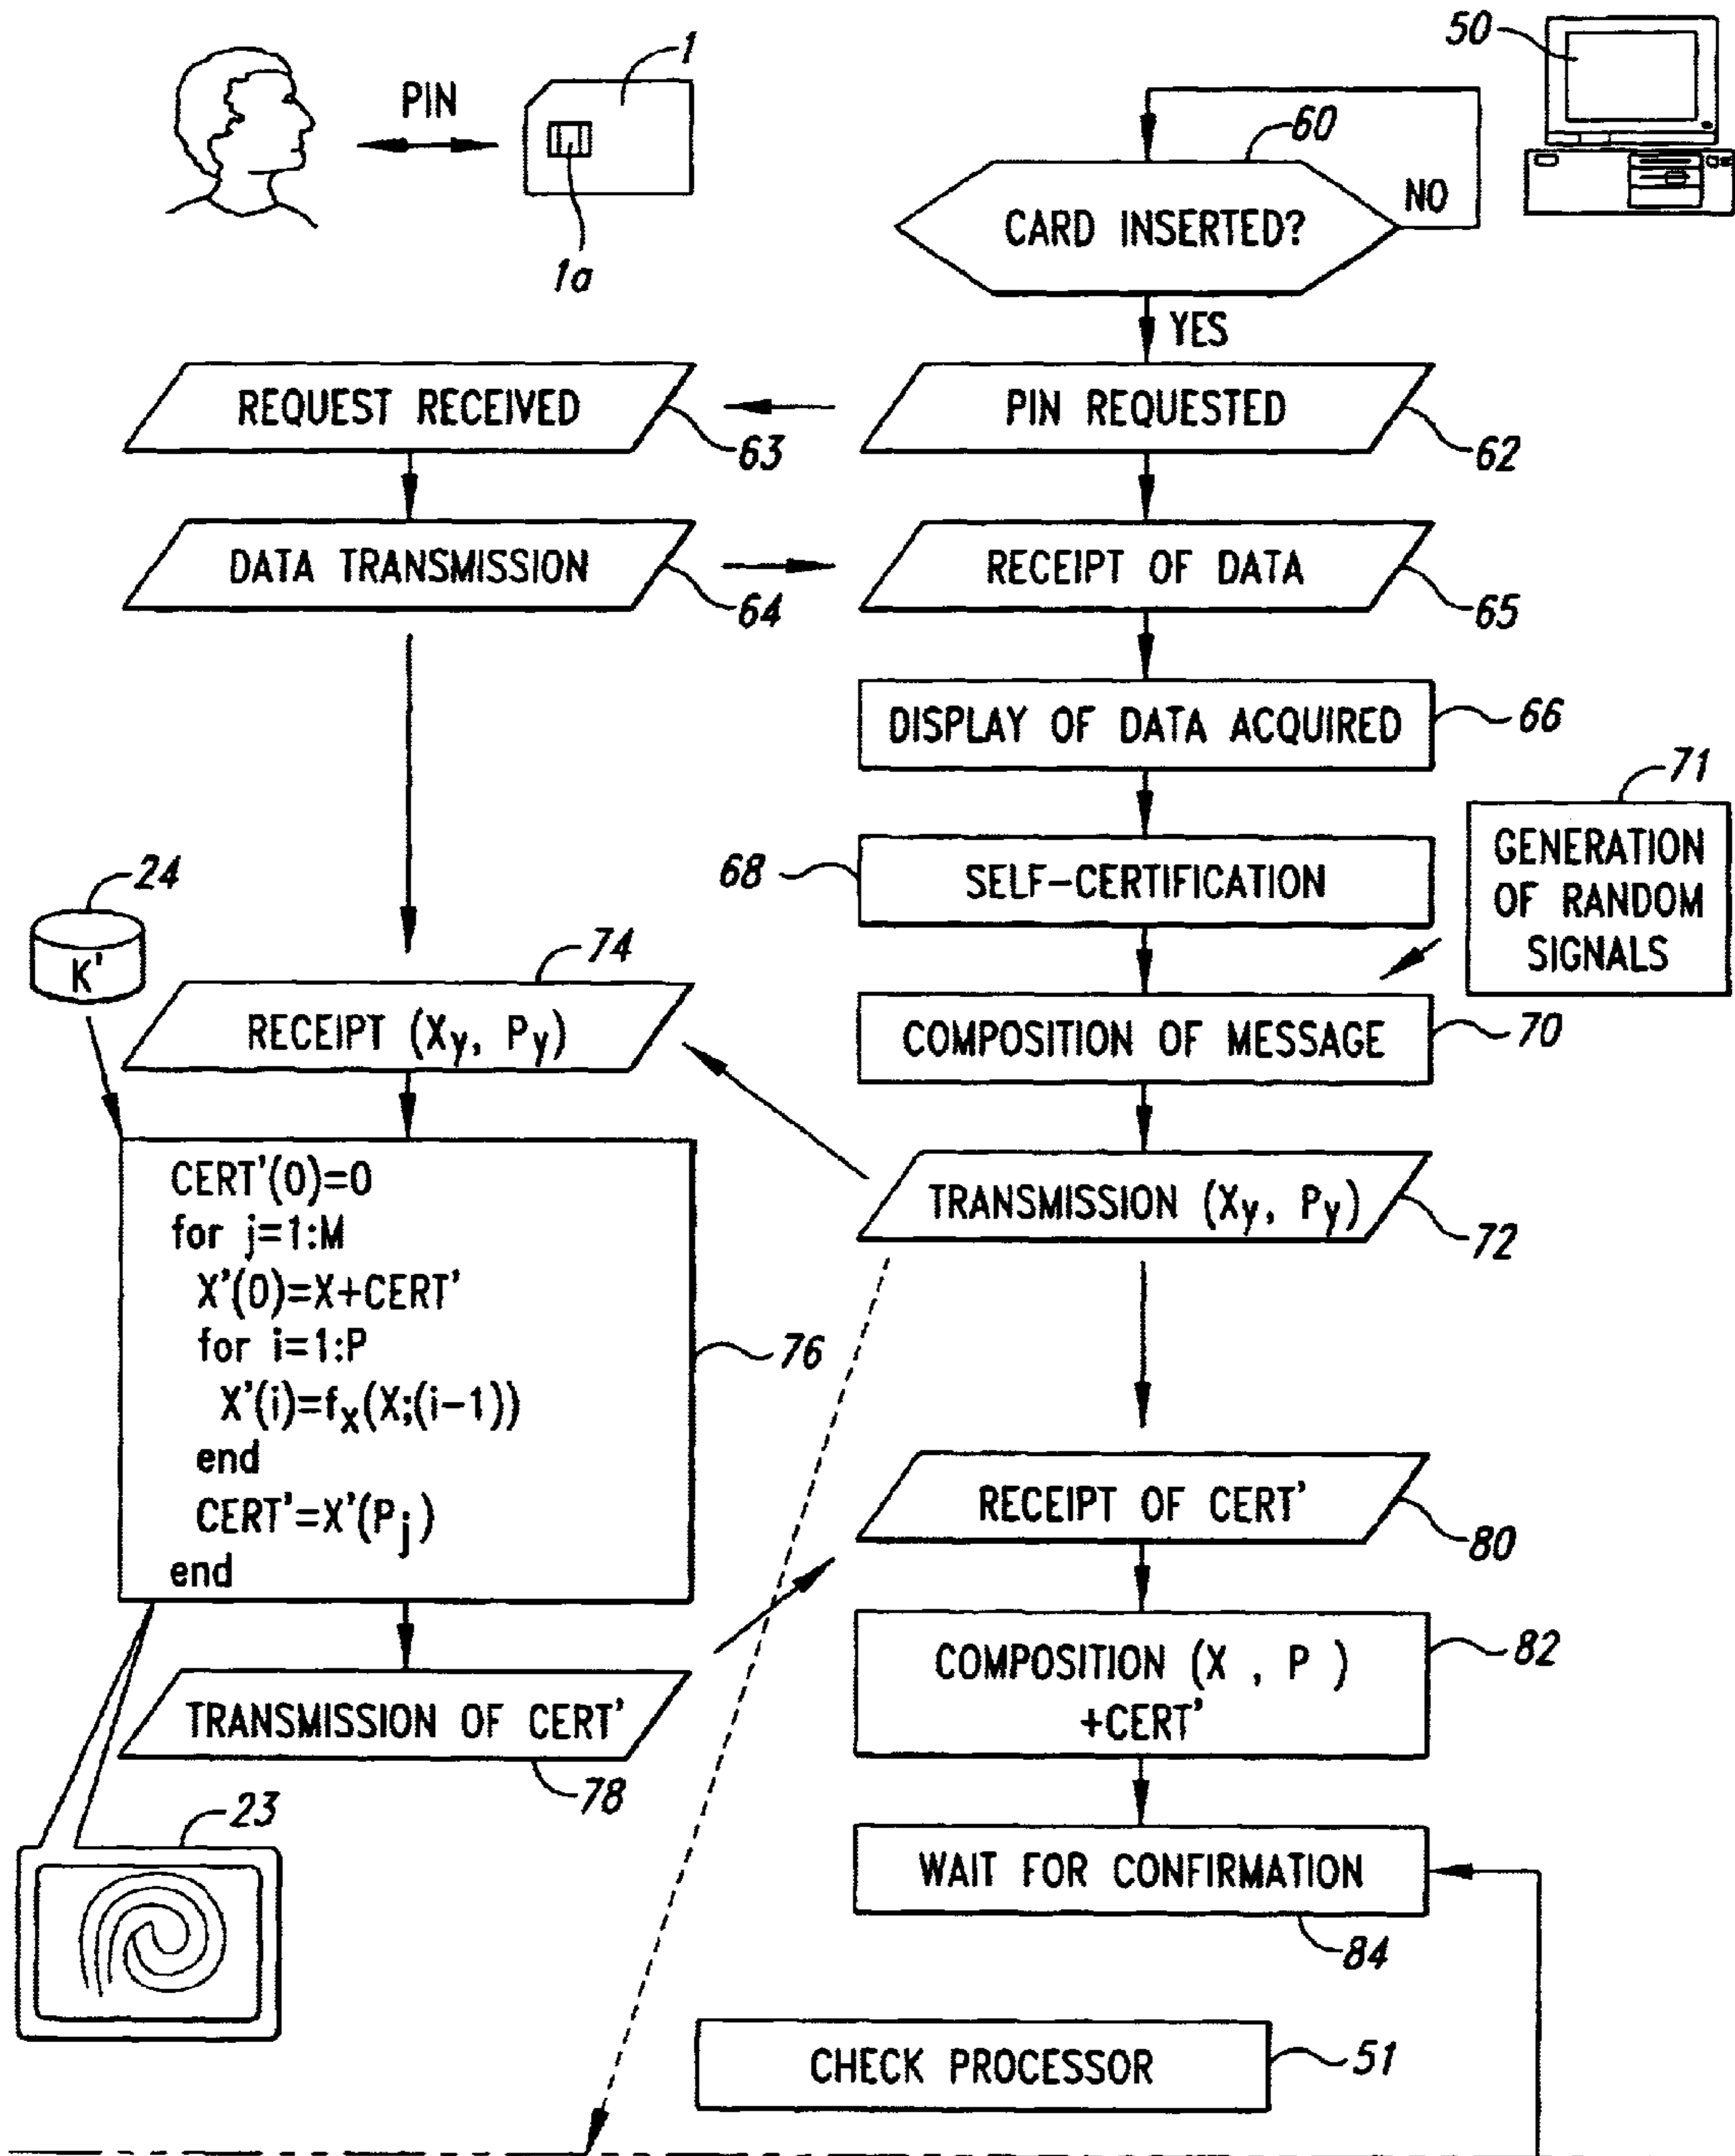 PIN
1
1a
50
60
CARD INSERTED?
NO
YES
REQUEST RECEIVED
63
PIN REQUESTED
62
DATA TRANSMISSION
64
RECEIPT OF DATA
65
DISPLAY OF DATA ACQUIRED
66
71
GENERATION
OF RANDOM
SIGNALS
68
SELF-CERTIFICATION
24
K'
74
RECEIPT (Xy, Py)
COMPOSITION OF MESSAGE
70
TRANSMISSION (Xy, Py)
72
CERT'(0)=0
for j=1:M
X'(0)=X+CERT'
for i=1:P
X'(i)=fx(X;(i-1))
end
CERT'=X'(Pj)
end
76
RECEIPT OF CERT'
80
COMPOSITION (X , P )
+CERT'
82
TRANSMISSION OF CERT'
78
23
WAIT FOR CONFIRMATION
84
CHECK PROCESSOR
51